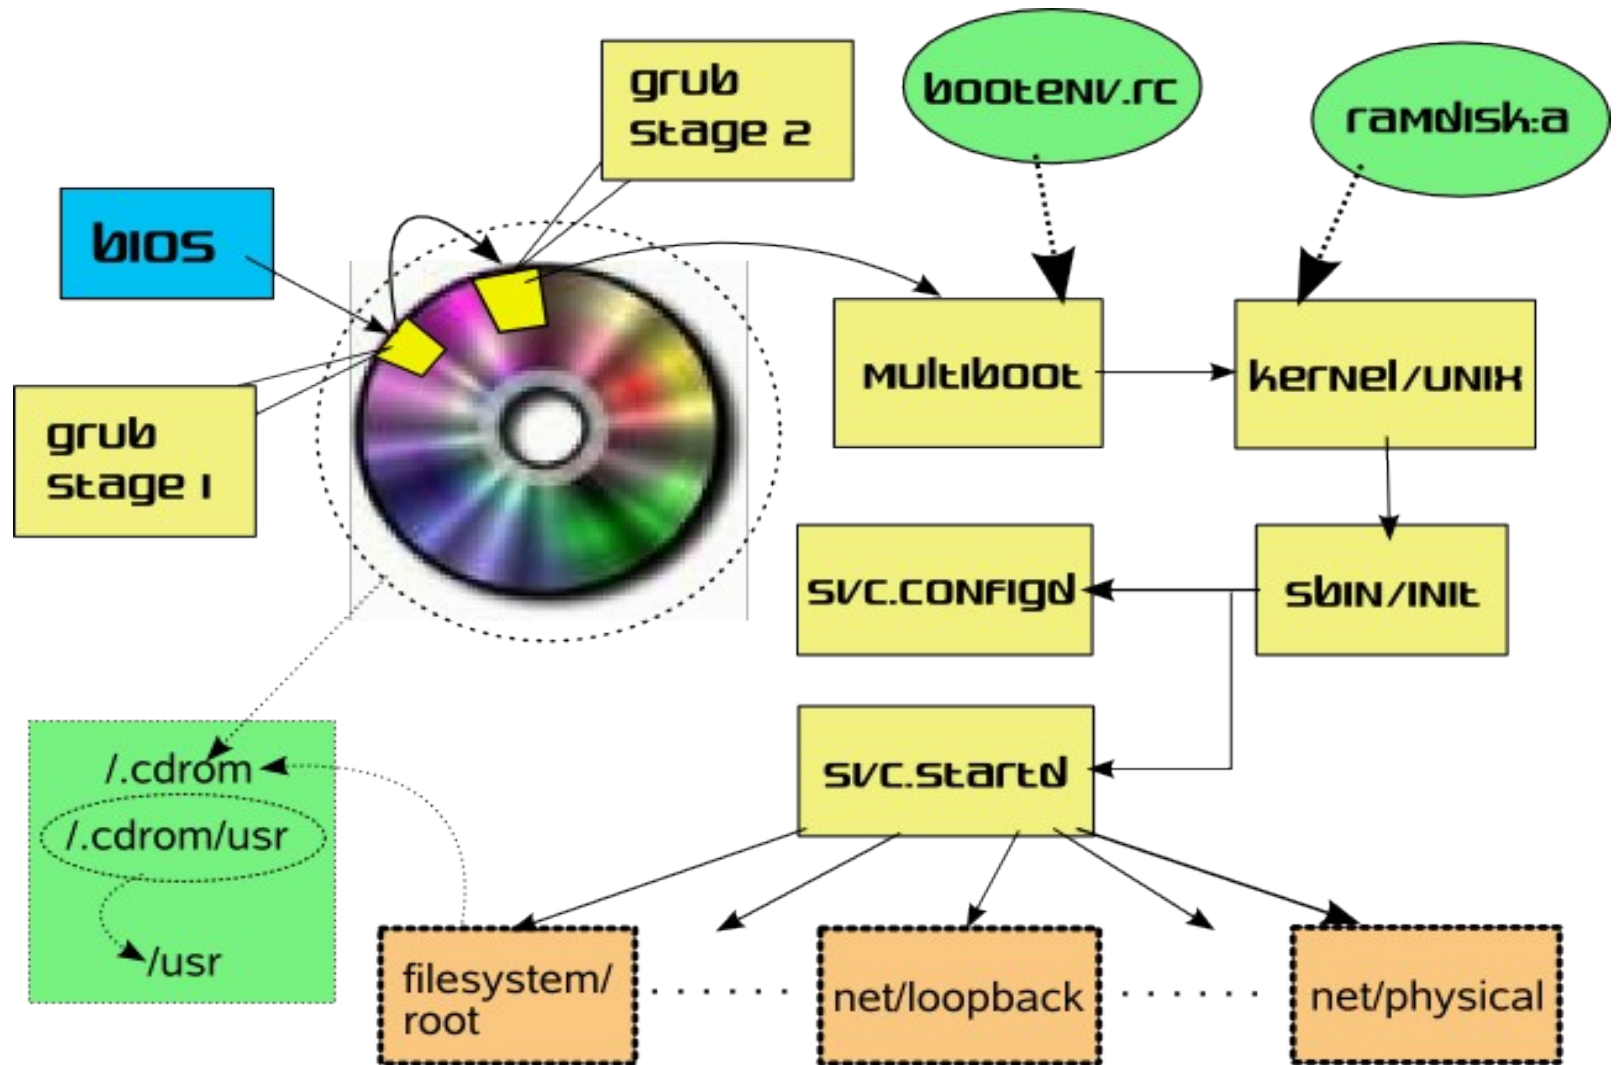 grub
stage 2
bootenv.rc
ramdisk:a
bios
multiboot
kernel/unix
grub
stage 1
svc.configd
sbin/init
svc.startd
/.cdrom
/.cdrom/usr
/usr
filesystem/
root
net/loopback
net/physical